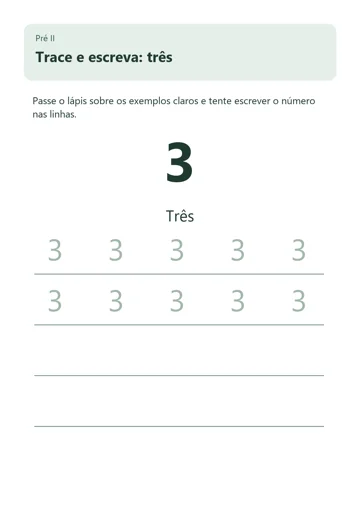 Pré II
Trace e escreva: três
Passe o lápis sobre os exemplos claros e tente escrever o número
nas linhas.
3
Três
3 3 3 3 3
3 3 3 3 3